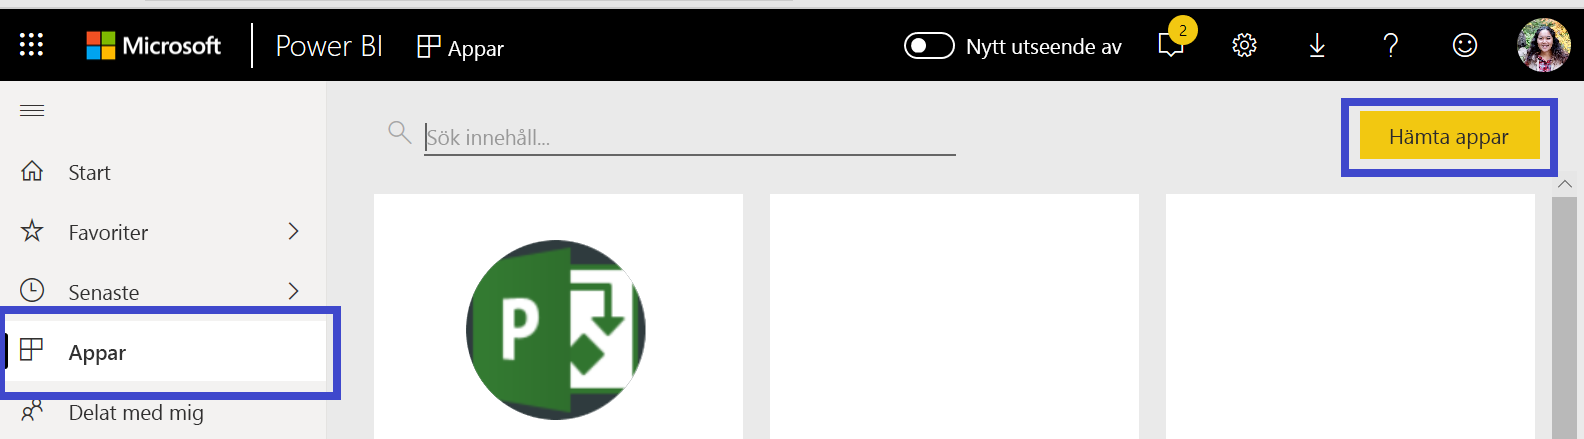 Microsoft Power BI Appar Nytt utseende av 2
Sök innehåll... Hämta appar
Start
Favoriter
Senaste
Appar
Delat med mig
P